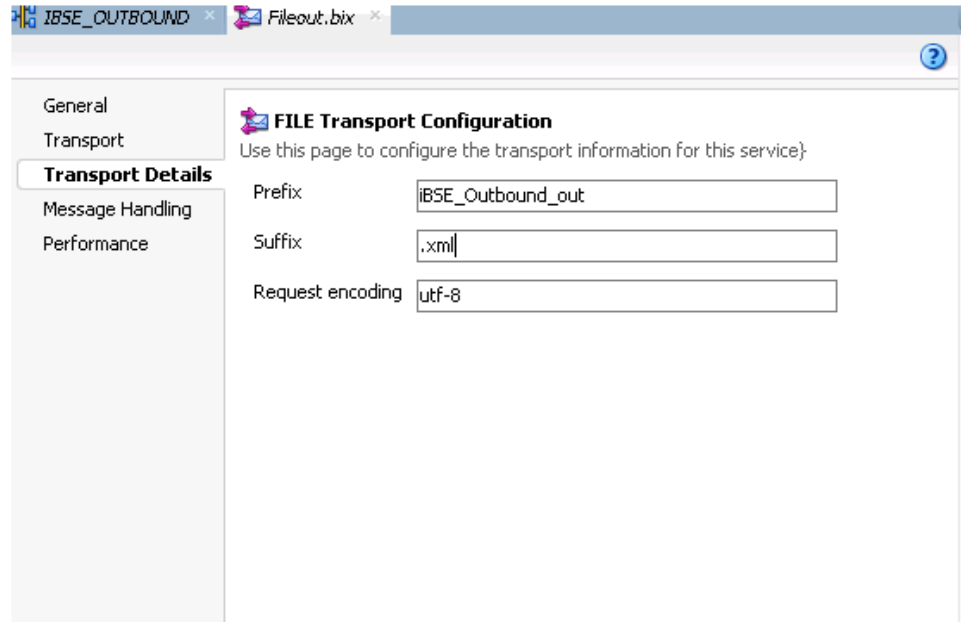 IBSE_OUTBOUND × Fileout.bix ×
?
General
Transport
Transport Details
Message Handling
Performance
FILE Transport Configuration
Use this page to configure the transport information for this service}
Prefix iBSE_Outbound_out
Suffix .xml
Request encoding utf-8